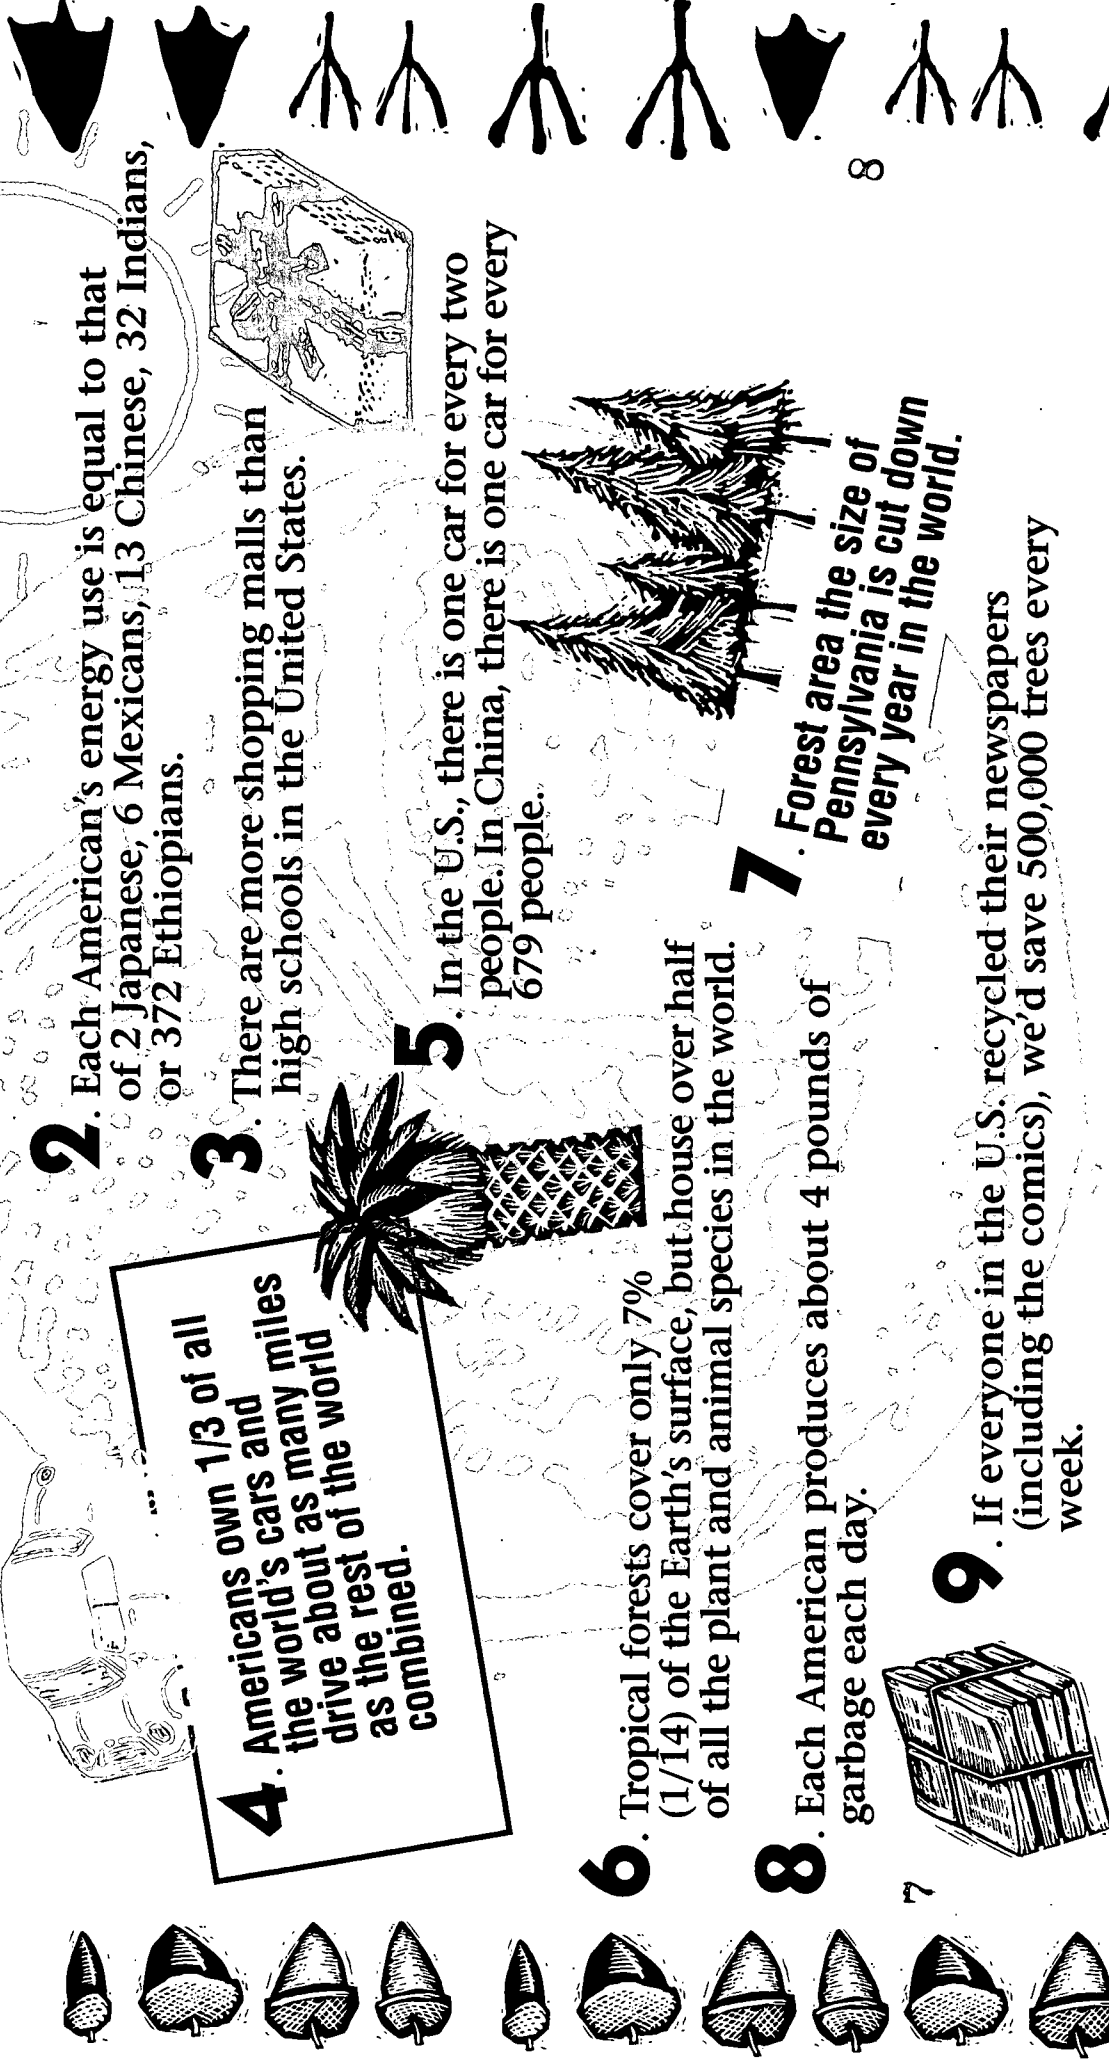 2. Each American's energy use is equal to that
of 2 Japanese, 6 Mexicans, 13 Chinese, 32 Indians,
or 372 Ethiopians.
3. There are more shopping malls than
high schools in the United States.
4. Americans own 1/3 of all
the world's cars and
drive about as many miles
as the rest of the world
combined.
5. In the U.S., there is one car for every two
people. In China, there is one car for every
679 people.
6. Tropical forests cover only 7%
(1/14) of the Earth's surface, but house over half
of all the plant and animal species in the world.
7. Forest area the size of
Pennsylvania is cut down
every year in the world.
8. Each American produces about 4 pounds of
garbage each day.
9. If everyone in the U.S. recycled their newspapers
(including the comics), we'd save 500,000 trees every
week.
7
8